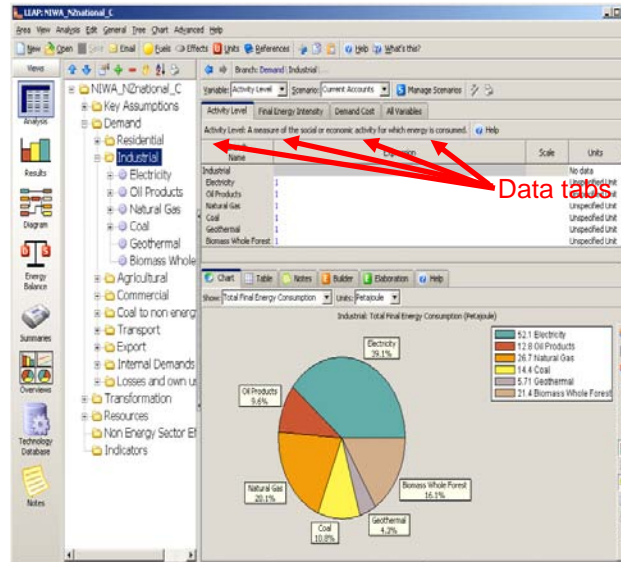 LEAP: NIWA_NZnational_C
Area View Analysis Edit General Tree Chart Advanced Help
New Open Save Email Fuels Effects Units References Help What's this?
Views
Analysis
Results
Diagram
Energy Balance
Summaries
Overviews
Technology Database
Notes
NIWA_NZnational_C
Key Assumptions
Demand
Residential
Industrial
Electricity
Oil Products
Natural Gas
Coal
Geothermal
Biomass Whole
Agricultural
Commercial
Coal to non energ
Transport
Export
Internal Demands
Losses and own u
Transformation
Resources
Non Energy Sector Ef
Indicators
Branch: Demand\Industrial\...
Variable: Activity Level Scenario: Current Accounts Manage Scenarios
Activity Level Final Energy Intensity Demand Cost All Variables
Activity Level: A measure of the social or economic activity for which energy is consumed. Help
Name Expression Scale Units
Industrial No data
Electricity 1 Unspecified Unit
Oil Products 1 Unspecified Unit
Natural Gas 1 Unspecified Unit
Coal 1 Unspecified Unit
Geothermal 1 Unspecified Unit
Biomass Whole Forest 1 Unspecified Unit
Data tabs
Chart Table Notes Builder Elaboration Help
Show: Total Final Energy Consumption Units: Petajoule
Industrial: Total Final Energy Consumption (Petajoule)
Electricity
29.1%
Oil Products
9.6%
Natural Gas
20.1%
Coal
10.8%
Geothermal
4.3%
Biomass Whole Forest
16.1%
52.1 Electricity
12.8 Oil Products
26.7 Natural Gas
14.4 Coal
5.71 Geothermal
21.4 Biomass Whole Forest